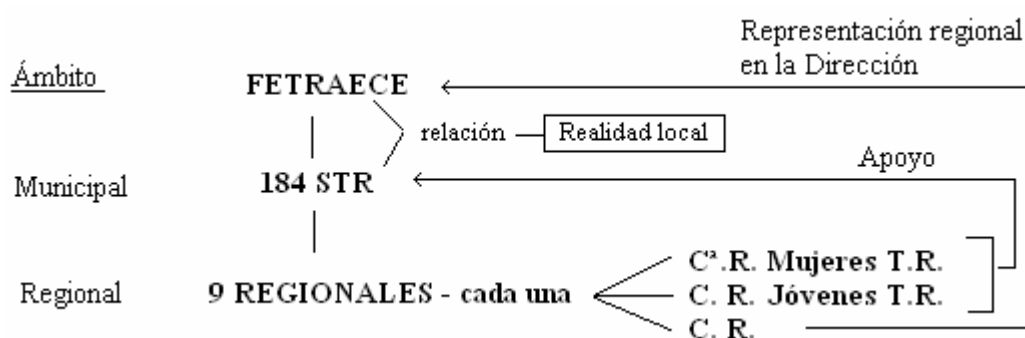 Representación regional
en la Dirección
Ámbito
FETRAECE
relación
Realidad local
Apoyo
Municipal
184 STR
Cª.R. Mujeres T.R.
Regional
9 REGIONALES - cada una
C. R. Jóvenes T.R.
C. R.